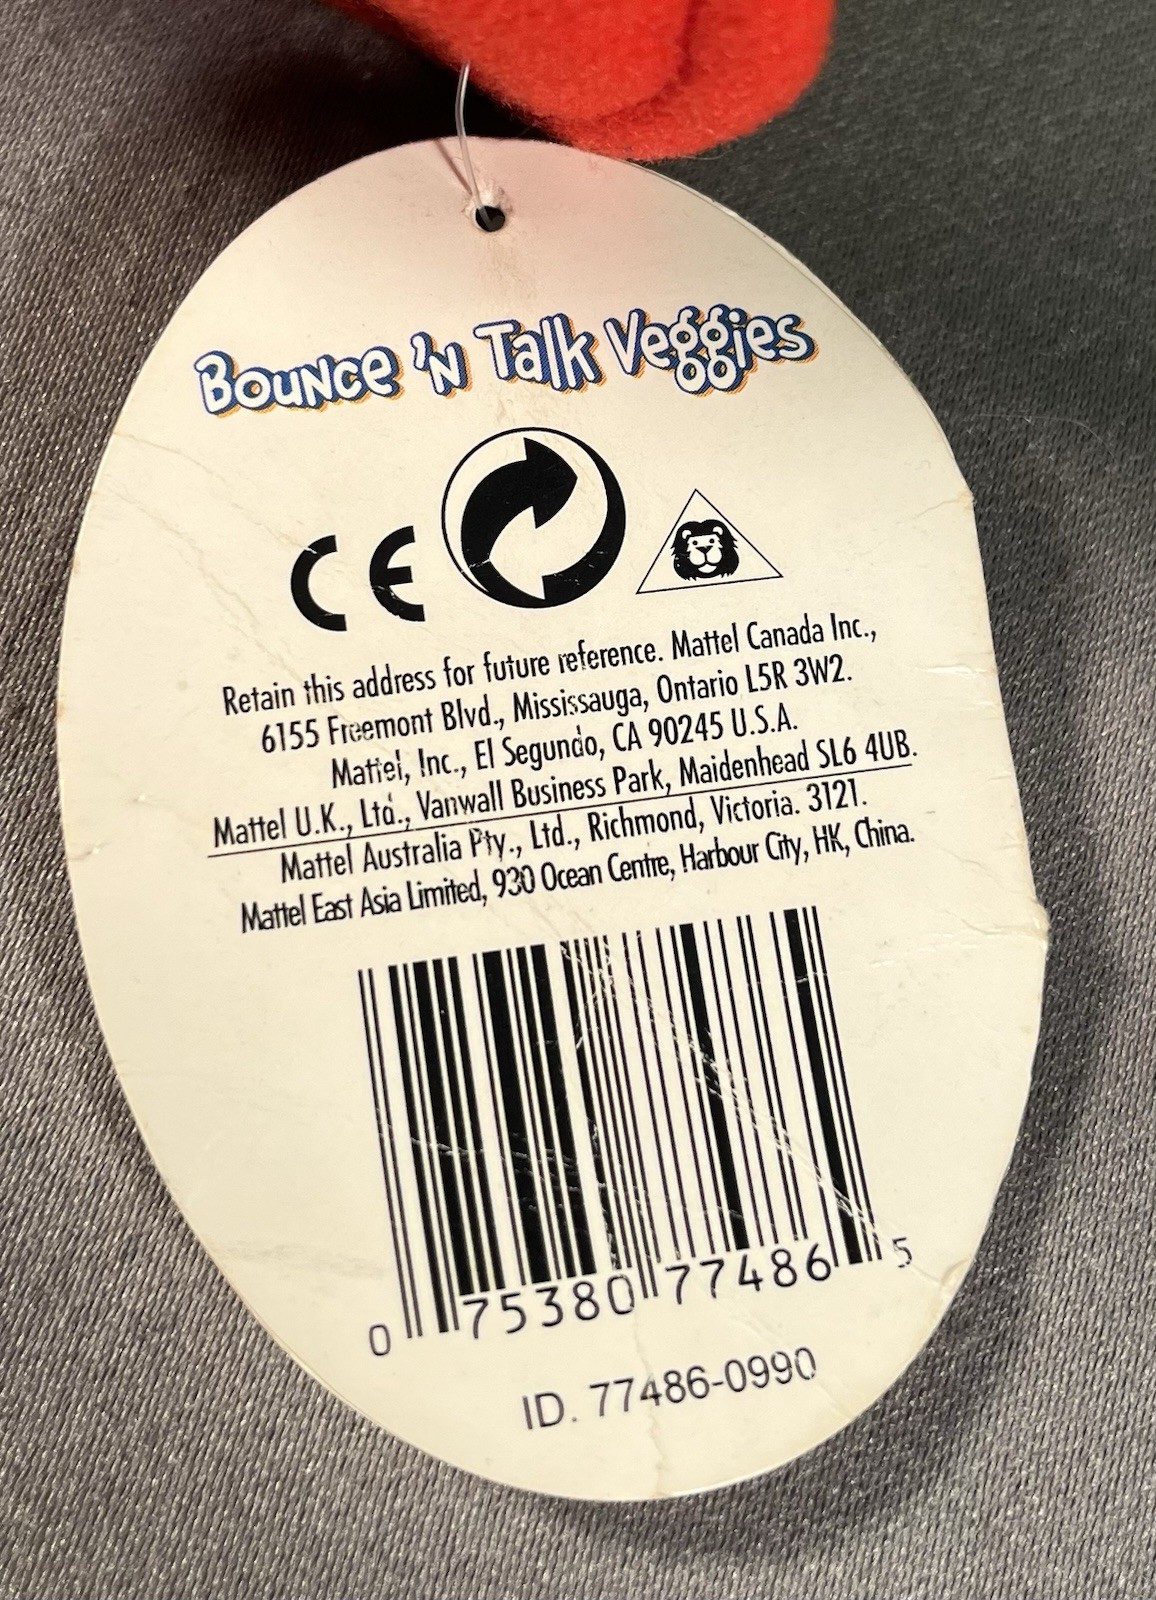 Bounce 'n Talk Veggies
CE
Retain this address for future reference. Mattel Canada Inc.,
6155 Freemont Blvd., Mississauga, Ontario L5R 3W2.
Mattel, Inc., El Segundo, CA 90245 U.S.A.
Mattel U.K., Ltd., Vanwall Business Park, Maidenhead SL6 4UB.
Mattel Australia Pty., Ltd., Richmond, Victoria. 3121.
Mattel East Asia Limited, 930 Ocean Centre, Harbour City, HK, China.
0 75380 77486 5
ID. 77486-0990